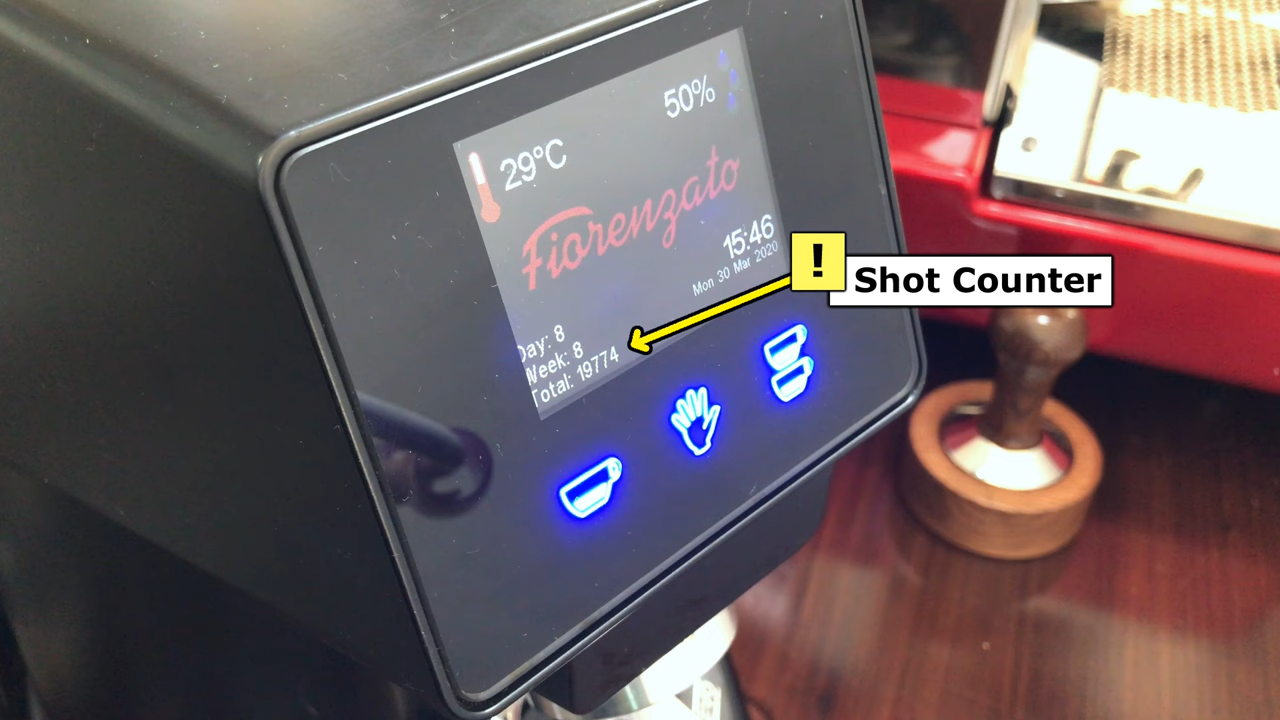 50%
29°C
Fiorenzato
15:46
Mon 30 Mar 2020
! Shot Counter
Day: 8
Week: 8
Total: 19774